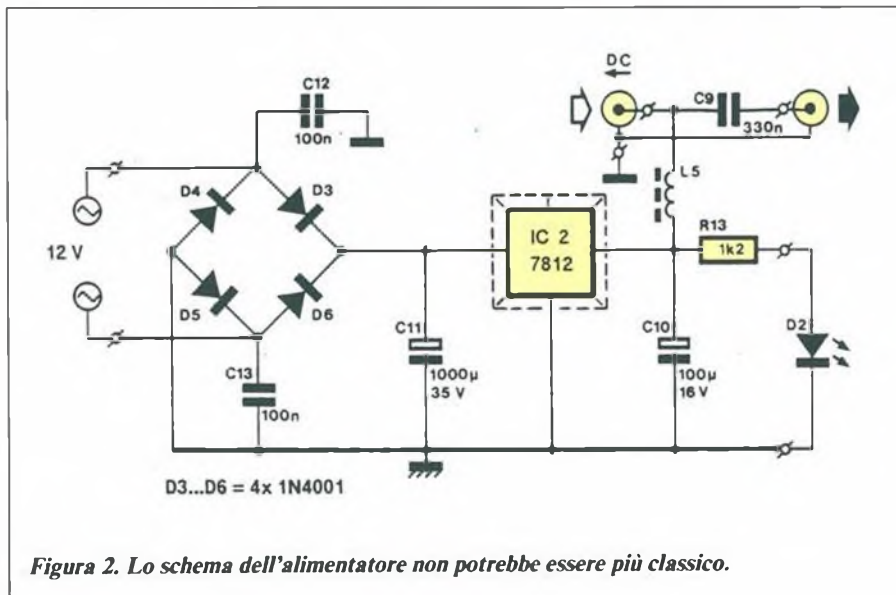 C12
100n
DC
C9
330n
D4
D3
L5
12 V
IC 2
7812
R13
1k2
D5
D6
C11
1000µ
35 V
C10
100µ
16 V
D2
C13
100n
D3...D6 = 4x 1N4001
Figura 2. Lo schema dell'alimentatore non potrebbe essere più classico.